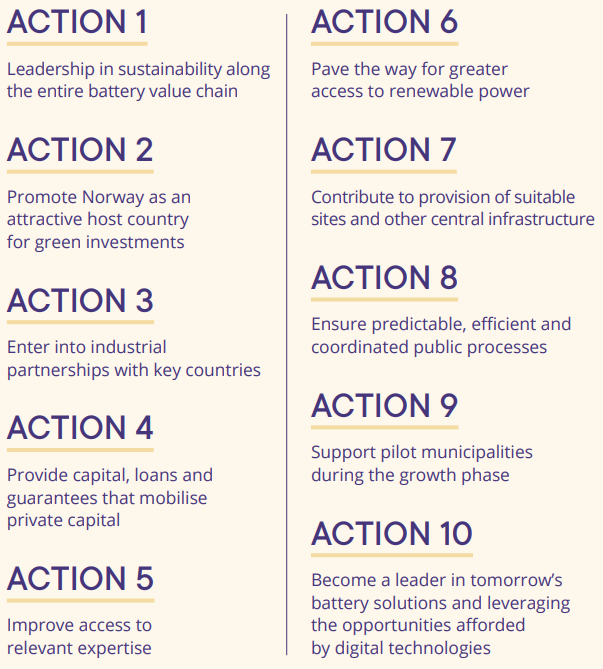 ACTION 1
Leadership in sustainability along
the entire battery value chain
ACTION 2
Promote Norway as an
attractive host country
for green investments
ACTION 3
Enter into industrial
partnerships with key countries
ACTION 4
Provide capital, loans and
guarantees that mobilise
private capital
ACTION 5
Improve access to
relevant expertise
ACTION 6
Pave the way for greater
access to renewable power
ACTION 7
Contribute to provision of suitable
sites and other central infrastructure
ACTION 8
Ensure predictable, efficient and
coordinated public processes
ACTION 9
Support pilot municipalities
during the growth phase
ACTION 10
Become a leader in tomorrow’s
battery solutions and leveraging
the opportunities afforded
by digital technologies